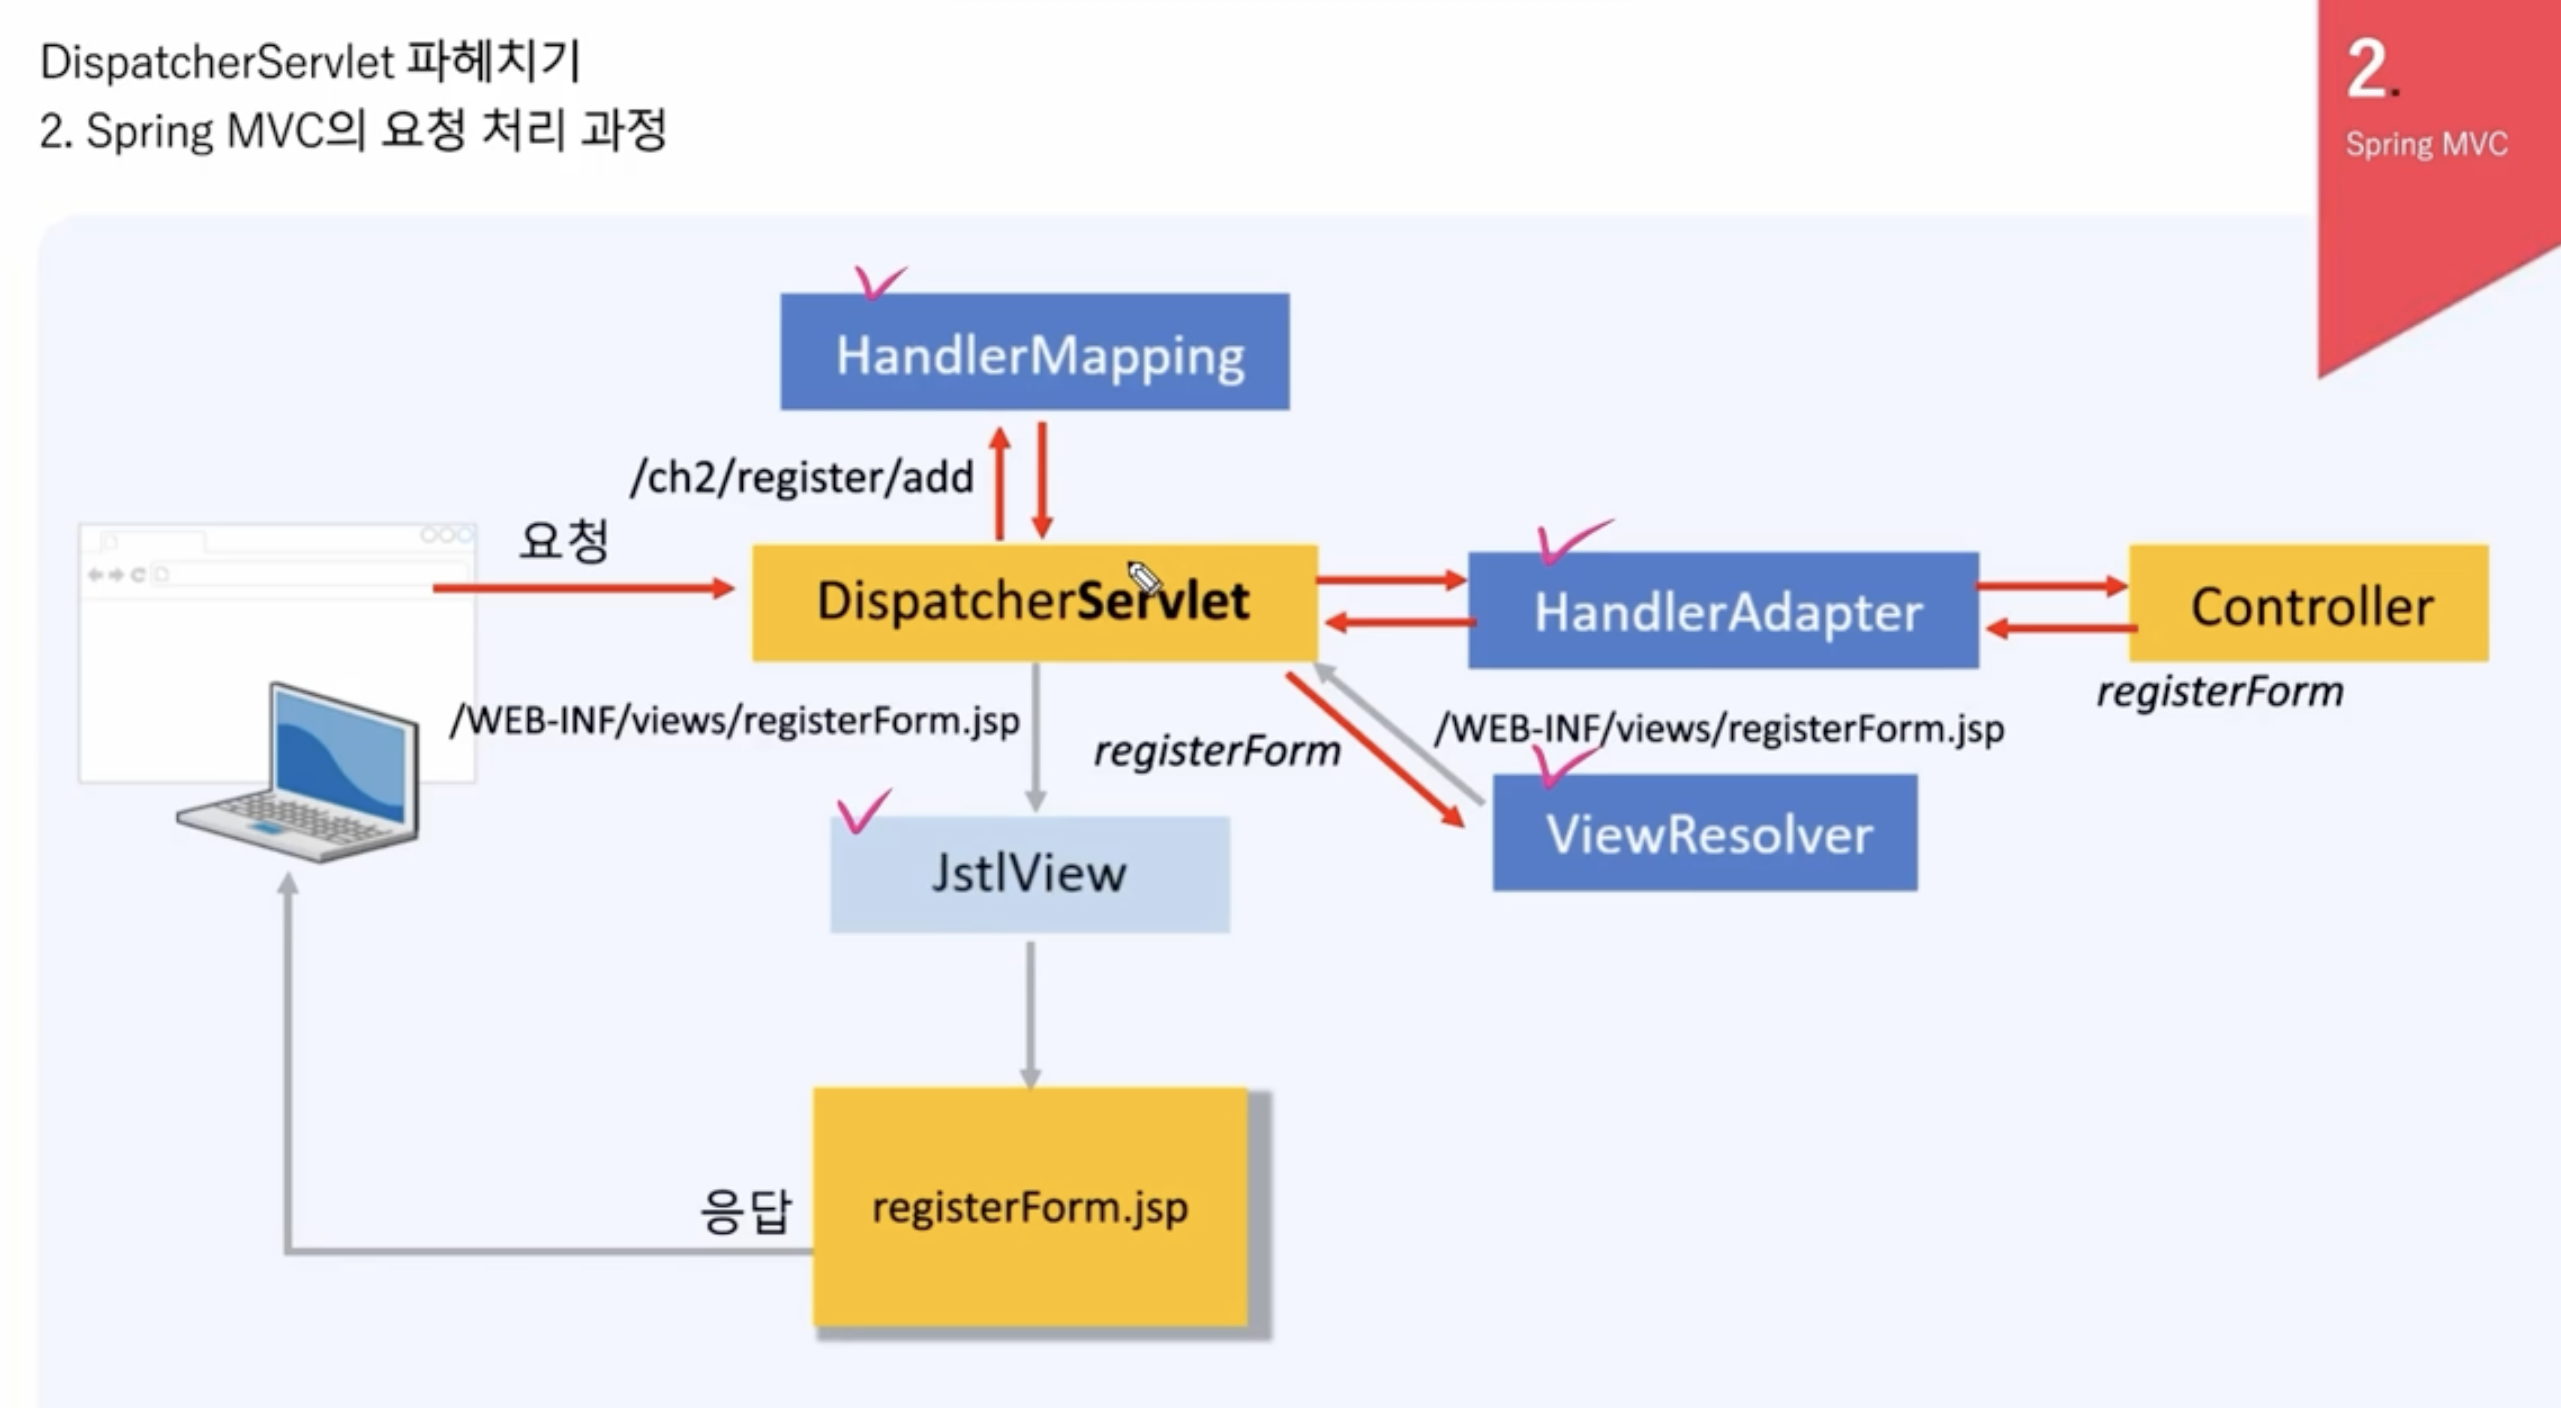 DispatcherServlet 파헤치기
2. Spring MVC의 요청 처리 과정
2.
Spring MVC
HandlerMapping
/ch2/register/add
요청
DispatcherServlet
HandlerAdapter
Controller
registerForm
/WEB-INF/views/registerForm.jsp
registerForm
/WEB-INF/views/registerForm.jsp
ViewResolver
JstlView
registerForm.jsp
응답